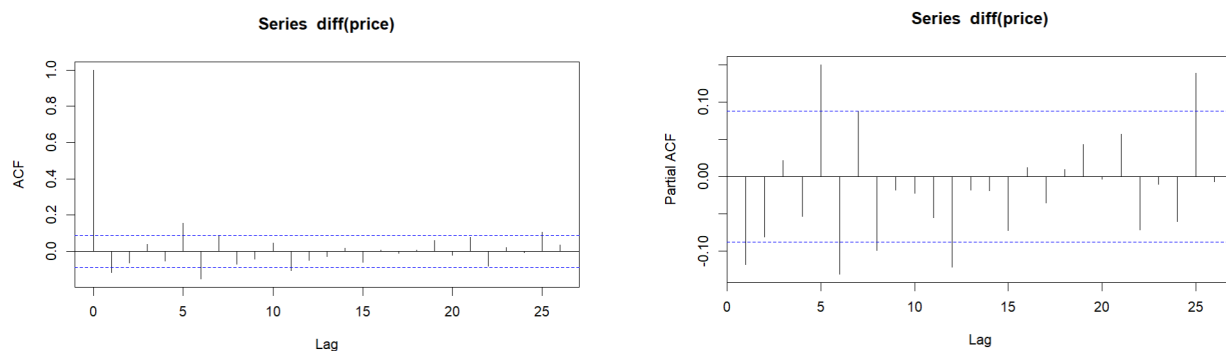 Series diff(price)
ACF
0.0 0.2 0.4 0.6 0.8 1.0
0 5 10 15 20 25
Lag
Series diff(price)
Partial ACF
-0.10 0.00 0.10
0 5 10 15 20 25
Lag